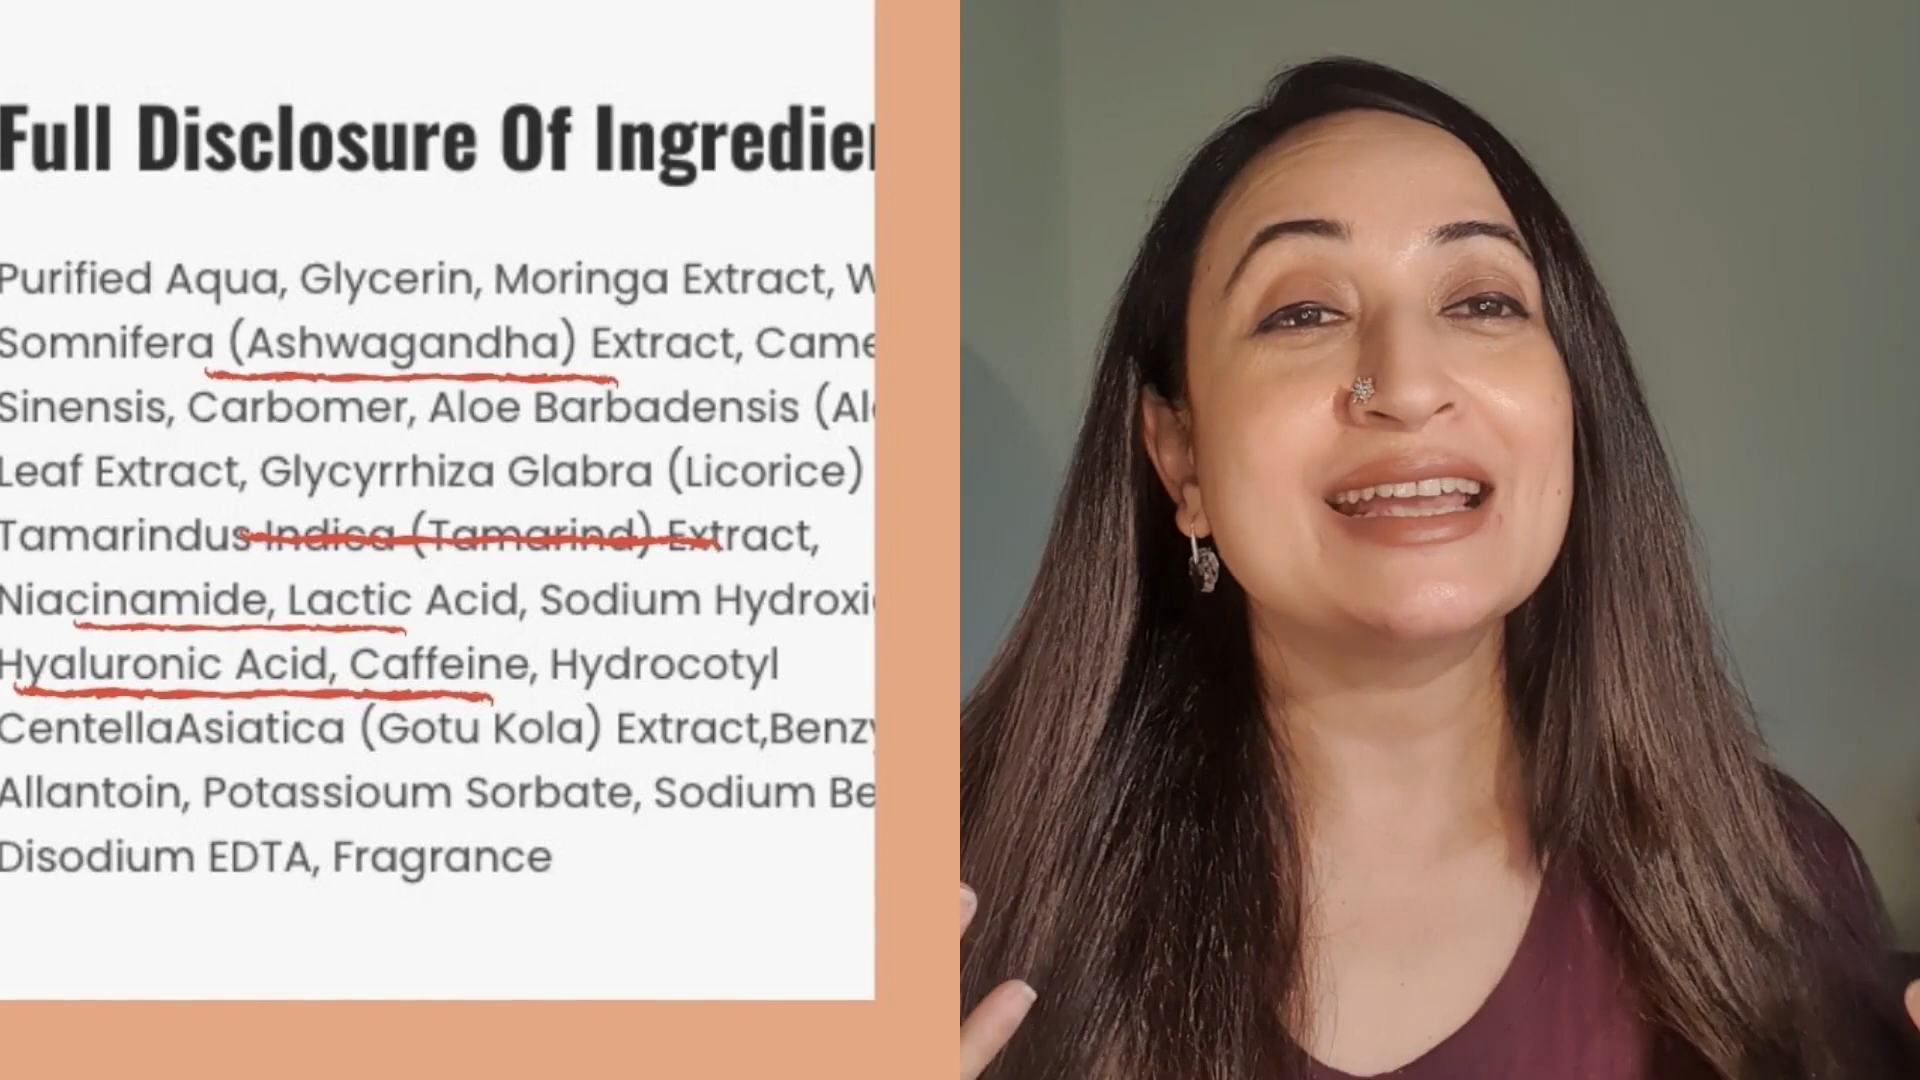 Full Disclosure Of Ingredie
Purified Aqua, Glycerin, Moringa Extract, W
Somnifera (Ashwagandha) Extract, Came
Sinensis, Carbomer, Aloe Barbadensis (Al
Leaf Extract, Glycyrrhiza Glabra (Licorice)
Tamarindus Indica (Tamarind) Extract,
Niacinamide, Lactic Acid, Sodium Hydroxi
Hyaluronic Acid, Caffeine, Hydrocotyl
CentellaAsiatica (Gotu Kola) Extract,Benzy
Allantoin, Potassioum Sorbate, Sodium Be
Disodium EDTA, Fragrance